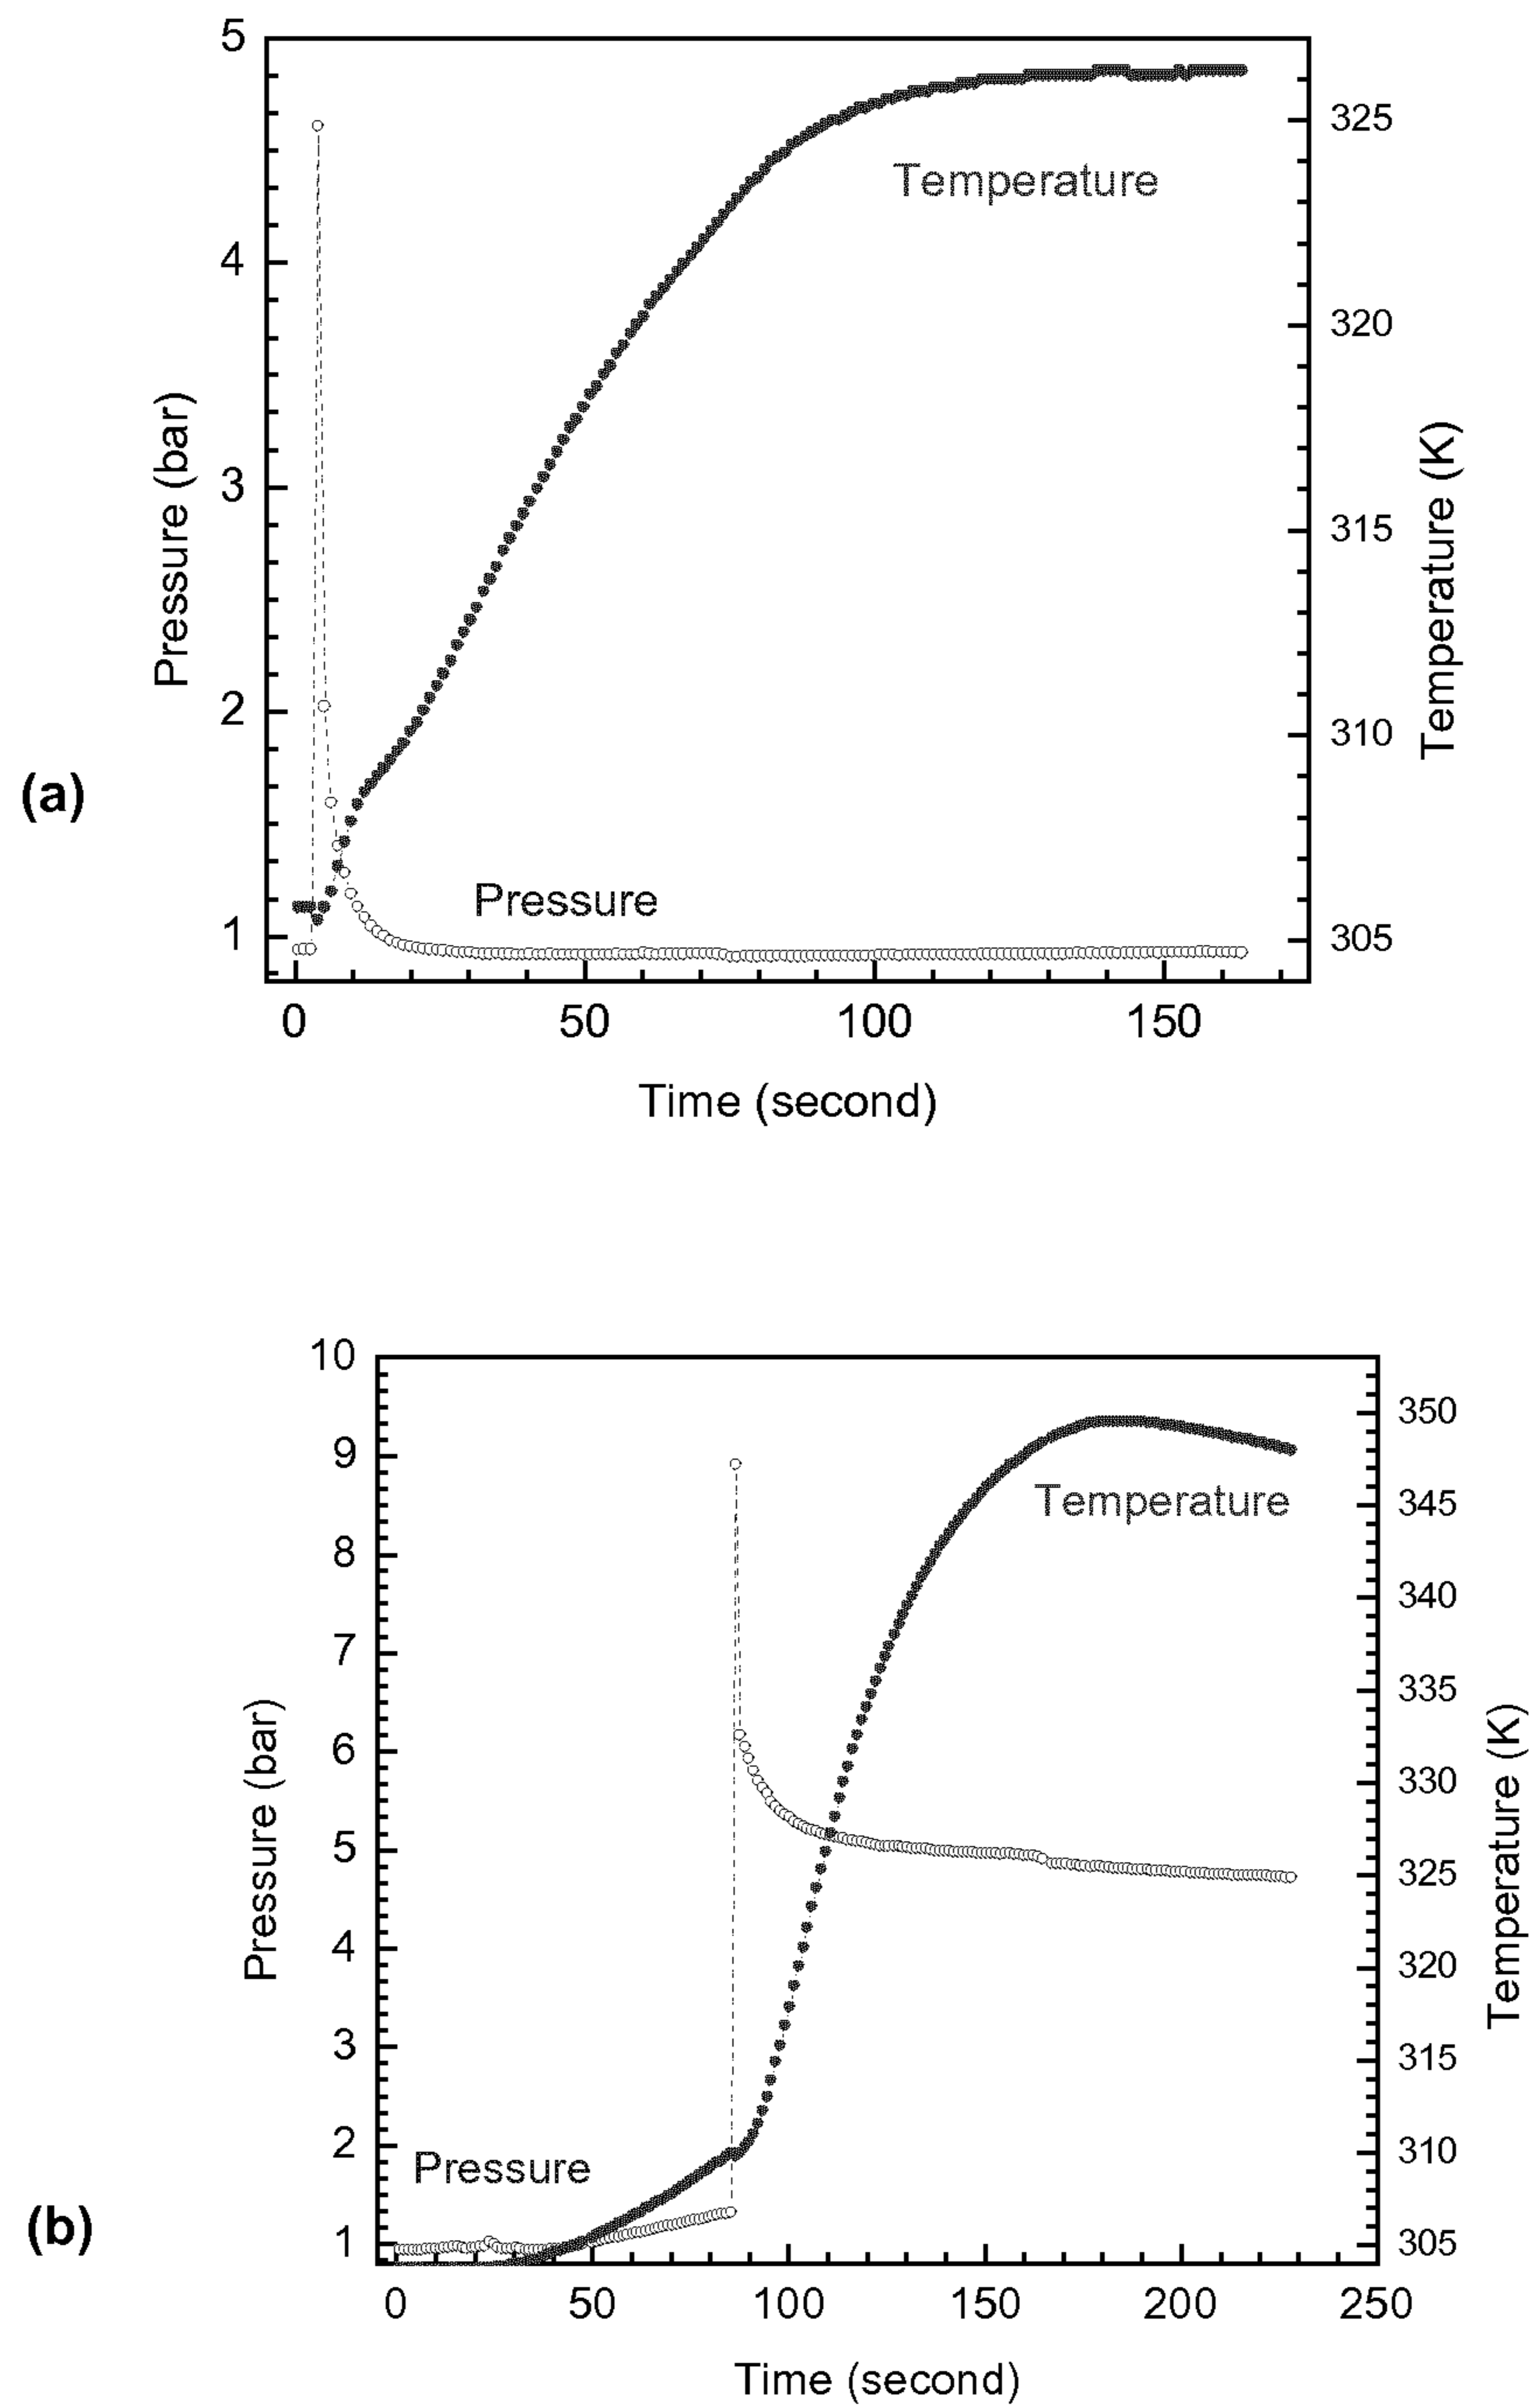 5
4
3
2
1
Pressure (bar)
325
320
315
310
305
Temperature (K)
Temperature
Pressure
(a)
0 50 100 150
Time (second)
10
9
8
7
6
5
4
3
2
1
Pressure (bar)
350
345
340
335
330
325
320
315
310
305
Temperature (K)
Temperature
Pressure
(b)
0 50 100 150 200 250
Time (second)